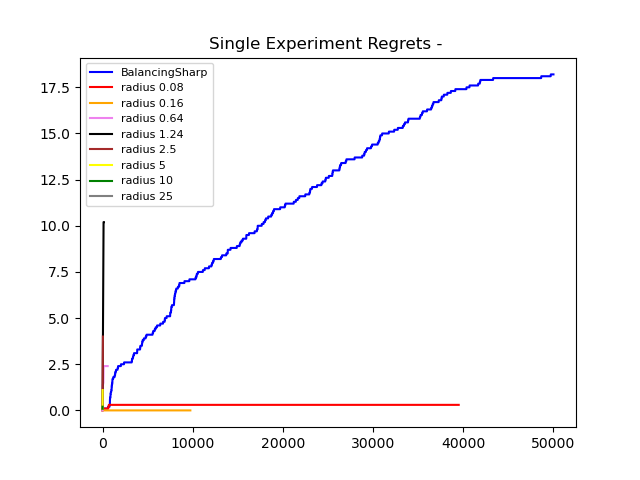 Single Experiment Regrets -
BalancingSharp
radius 0.08
radius 0.16
radius 0.64
radius 1.24
radius 2.5
radius 5
radius 10
radius 25
17.5
15.0
12.5
10.0
7.5
5.0
2.5
0.0
0 10000 20000 30000 40000 50000